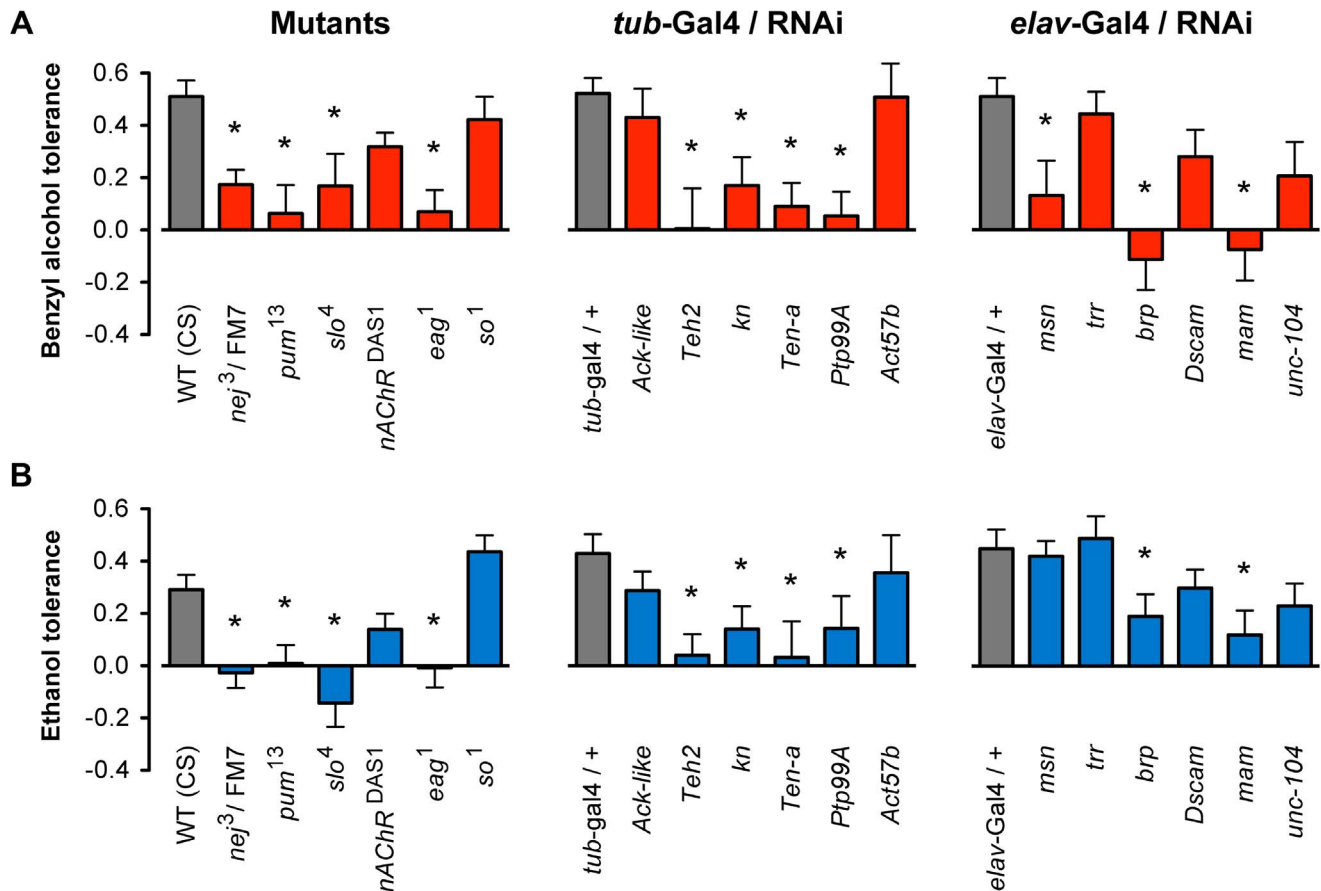 A
Mutants
tub-Gal4 / RNAi
elav-Gal4 / RNAi
Benzyl alcohol tolerance
0.6
0.4
0.2
0.0
-0.2
-0.4
* * * *
* * * *
* * *
WT (CS)
nej3/ FM7
pum13
slo4
nAChR DAS1
eag1
so1
tub-gal4 / +
Ack-like
Teh2
kn
Ten-a
Ptp99A
Act57b
elav-Gal4 / +
msn
trr
brp
Dscam
mam
unc-104
B
Ethanol tolerance
0.6
0.4
0.2
0.0
-0.2
-0.4
* * * *
* * * *
* *
WT (CS)
nej3/ FM7
pum13
slo4
nAChR DAS1
eag1
so1
tub-gal4 / +
Ack-like
Teh2
kn
Ten-a
Ptp99A
Act57b
elav-Gal4 / +
msn
trr
brp
Dscam
mam
unc-104